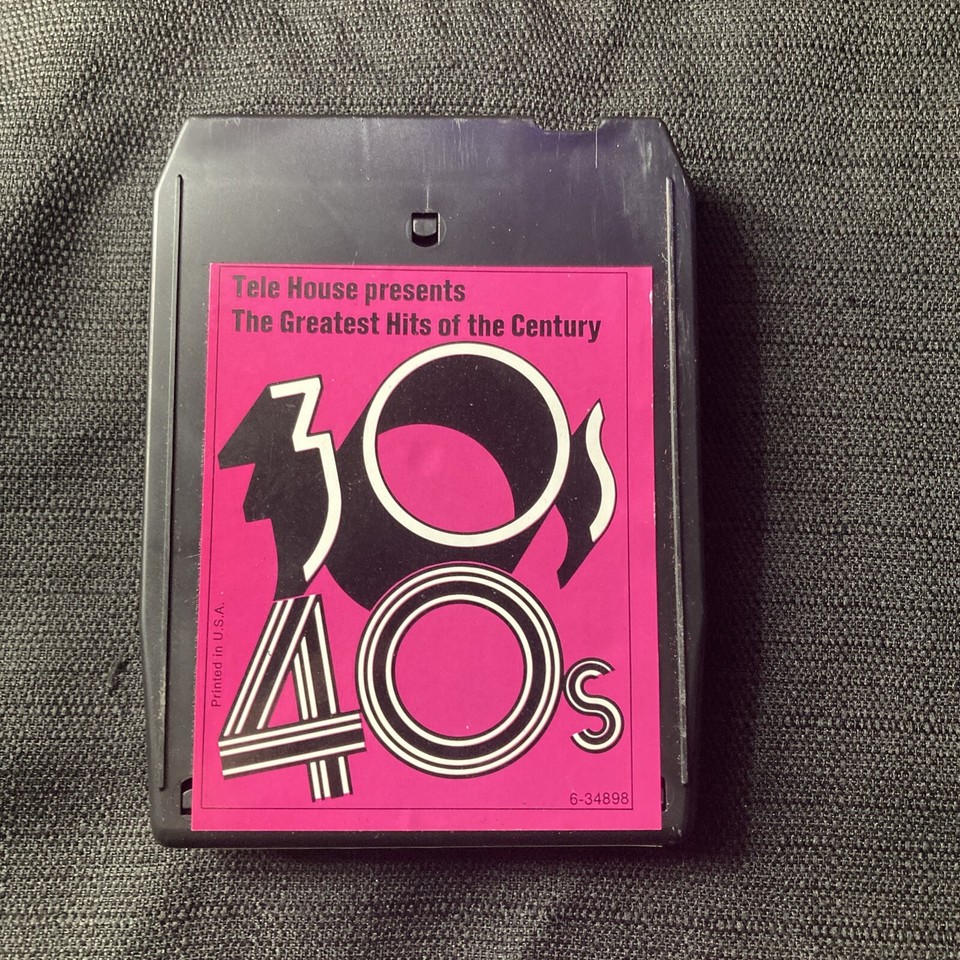 Tele House presents
The Greatest Hits of the Century
30s
40s
Printed in U.S.A.
6-34898